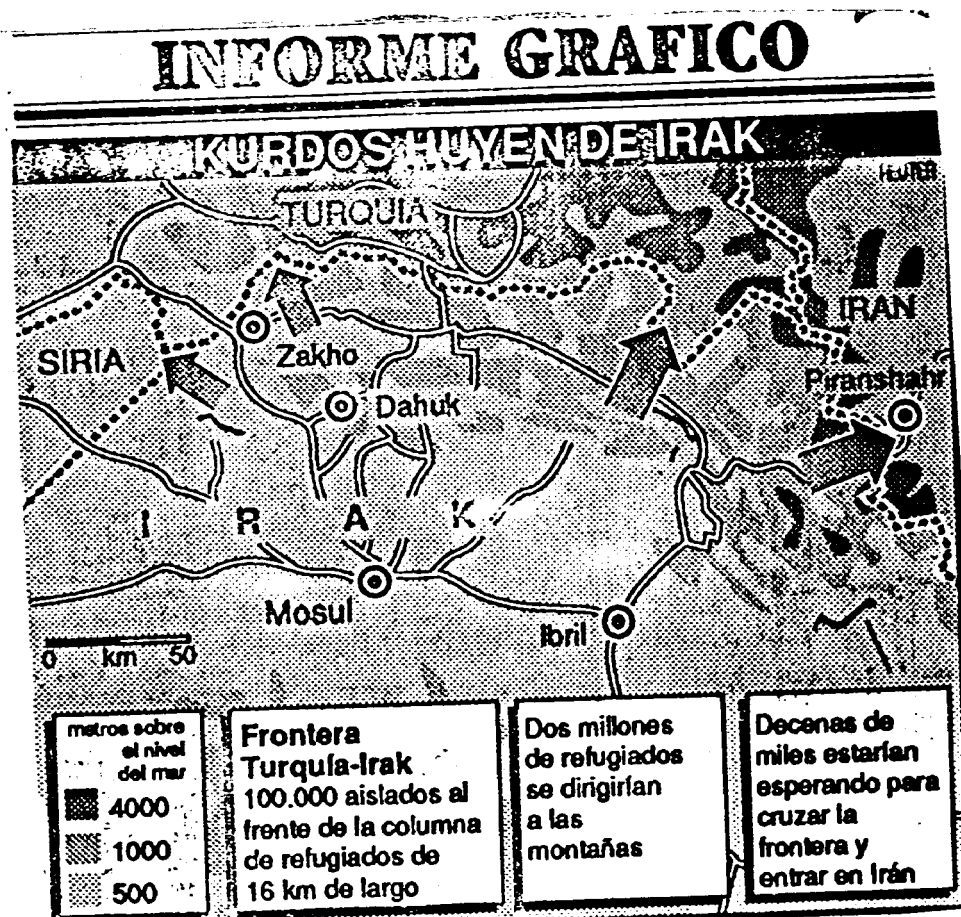 INFORME GRAFICO
KURDOS HUYEN DE IRAK
REUTER
TURQUIA
IRAN
SIRIA
Zakho
Piranshahr
Dahuk
I R A K
Mosul
Ibril
0 km 50
metros sobre
el nivel
del mar
4000
1000
500
Frontera
Turquía-Irak
100.000 aislados al
frente de la columna
de refugiados de
16 km de largo
Dos millones
de refugiados
se dirigirían
a las
montañas
Decenas de
miles estarían
esperando para
cruzar la
frontera y
entrar en Irán